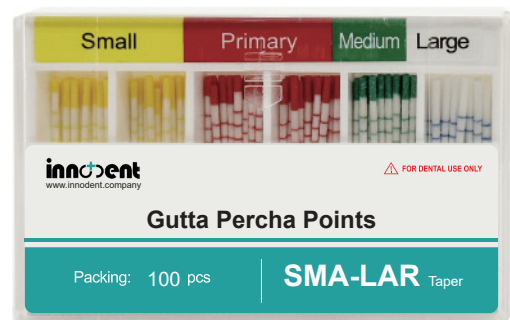 Small Primary Medium Large
innodent
www.innodent.company
FOR DENTAL USE ONLY
Gutta Percha Points
Packing: 100 pcs SMA-LAR Taper